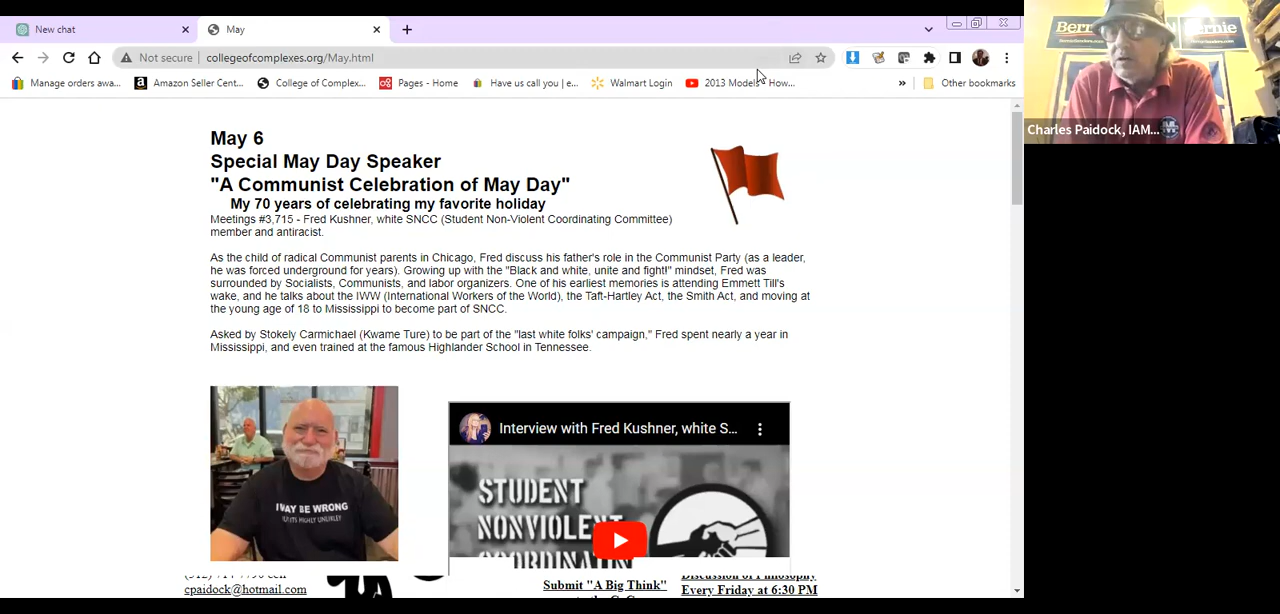 New chat
May
Not secure
collegeofcomplexes.org/May.html
Manage orders awa...
Amazon Seller Cent...
College of Complex...
Pages - Home
Have us call you | e...
Walmart Login
2013 Models - How...
»
Other bookmarks
Bernie
Charles Paidock, IAM...
May 6
Special May Day Speaker
"A Communist Celebration of May Day"
My 70 years of celebrating my favorite holiday
Meetings #3,715 - Fred Kushner, white SNCC (Student Non-Violent Coordinating Committee)
member and antiracist.
As the child of radical Communist parents in Chicago, Fred discuss his father's role in the Communist Party (as a leader,
he was forced underground for years). Growing up with the "Black and white, unite and fight!" mindset, Fred was
surrounded by Socialists, Communists, and labor organizers. One of his earliest memories is attending Emmett Till's
wake, and he talks about the IWW (International Workers of the World), the Taft-Hartley Act, the Smith Act, and moving at
the young age of 18 to Mississippi to become part of SNCC.
Asked by Stokely Carmichael (Kwame Ture) to be part of the "last white folks' campaign," Fred spent nearly a year in
Mississippi, and even trained at the famous Highlander School in Tennessee.
I MAY BE WRONG
BUT IT'S HIGHLY UNLIKELY
Interview with Fred Kushner, white S...
STUDENT
NONVIOLENT
COORDINATIN
cpaidock@hotmail.com
Submit "A Big Think"
Discussion of Philosophy
Every Friday at 6:30 PM